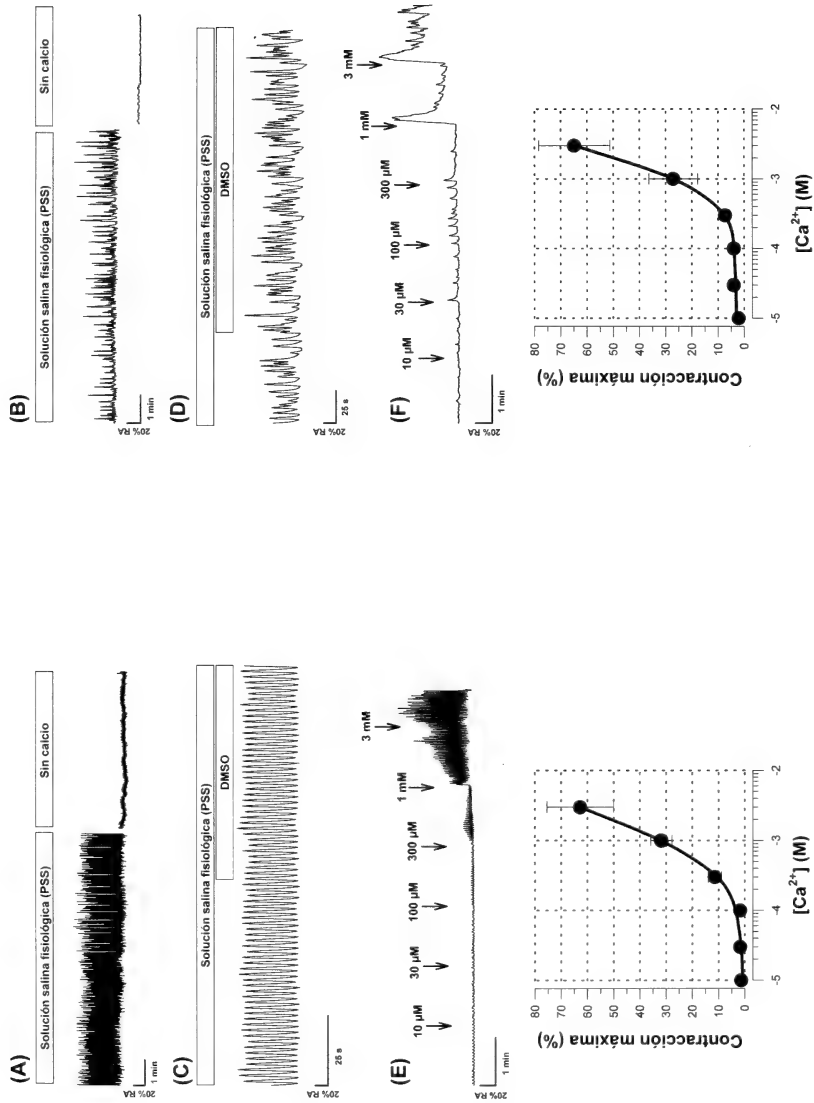 (A)
Solución salina fisiológica (PSS)
Sin calcio
20% RA
1 min
(B)
Solución salina fisiológica (PSS)
Sin calcio
20% RA
1 min
(C)
Solución salina fisiológica (PSS)
DMSO
20% RA
25 s
(D)
Solución salina fisiológica (PSS)
DMSO
20% RA
25 s
(E)
10 µM
30 µM
100 µM
300 µM
1 mM
3 mM
20% RA
1 min
(F)
10 µM
30 µM
100 µM
300 µM
1 mM
3 mM
20% RA
1 min
Contracción máxima (%)
80
70
60
50
40
30
20
10
0
-5
-4
-3
-2
[Ca2+] (M)
Contracción máxima (%)
80
70
60
50
40
30
20
10
0
-5
-4
-3
-2
[Ca2+] (M)